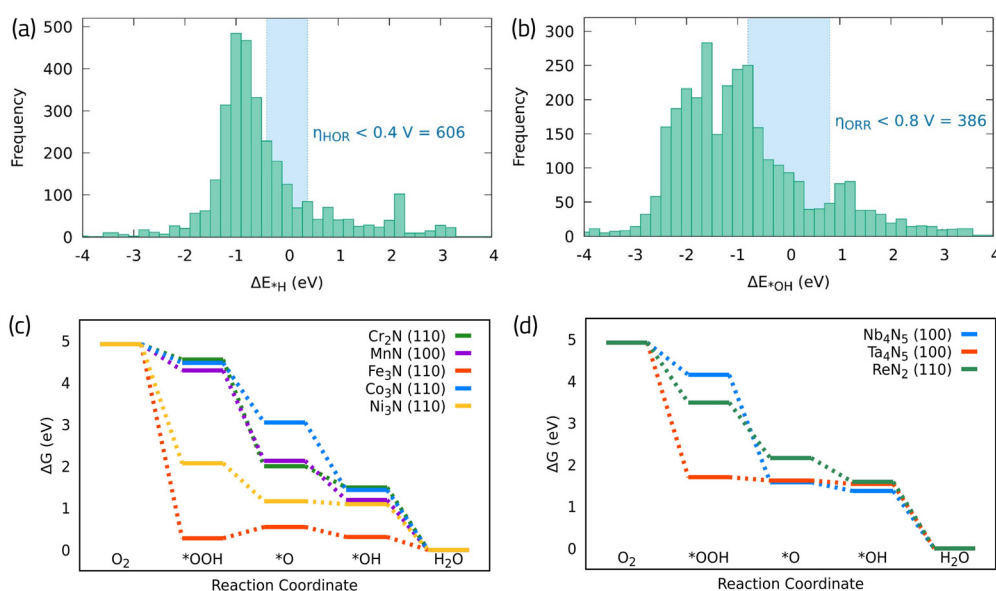 (a)
500
400
300
200
100
0
Frequency
η_HOR < 0.4 V = 606
-4 -3 -2 -1 0 1 2 3 4
ΔE*H (eV)
(b)
300
250
200
150
100
50
0
Frequency
η_ORR < 0.8 V = 386
-4 -3 -2 -1 0 1 2 3 4
ΔE*OH (eV)
(c)
5
4
3
2
1
0
ΔG (eV)
Cr₂N (110)
MnN (100)
Fe₃N (110)
Co₃N (110)
Ni₃N (110)
O₂ *OOH *O *OH H₂O
Reaction Coordinate
(d)
5
4
3
2
1
0
ΔG (eV)
Nb₄N₅ (100)
Ta₄N₅ (100)
ReN₂ (110)
O₂ *OOH *O *OH H₂O
Reaction Coordinate